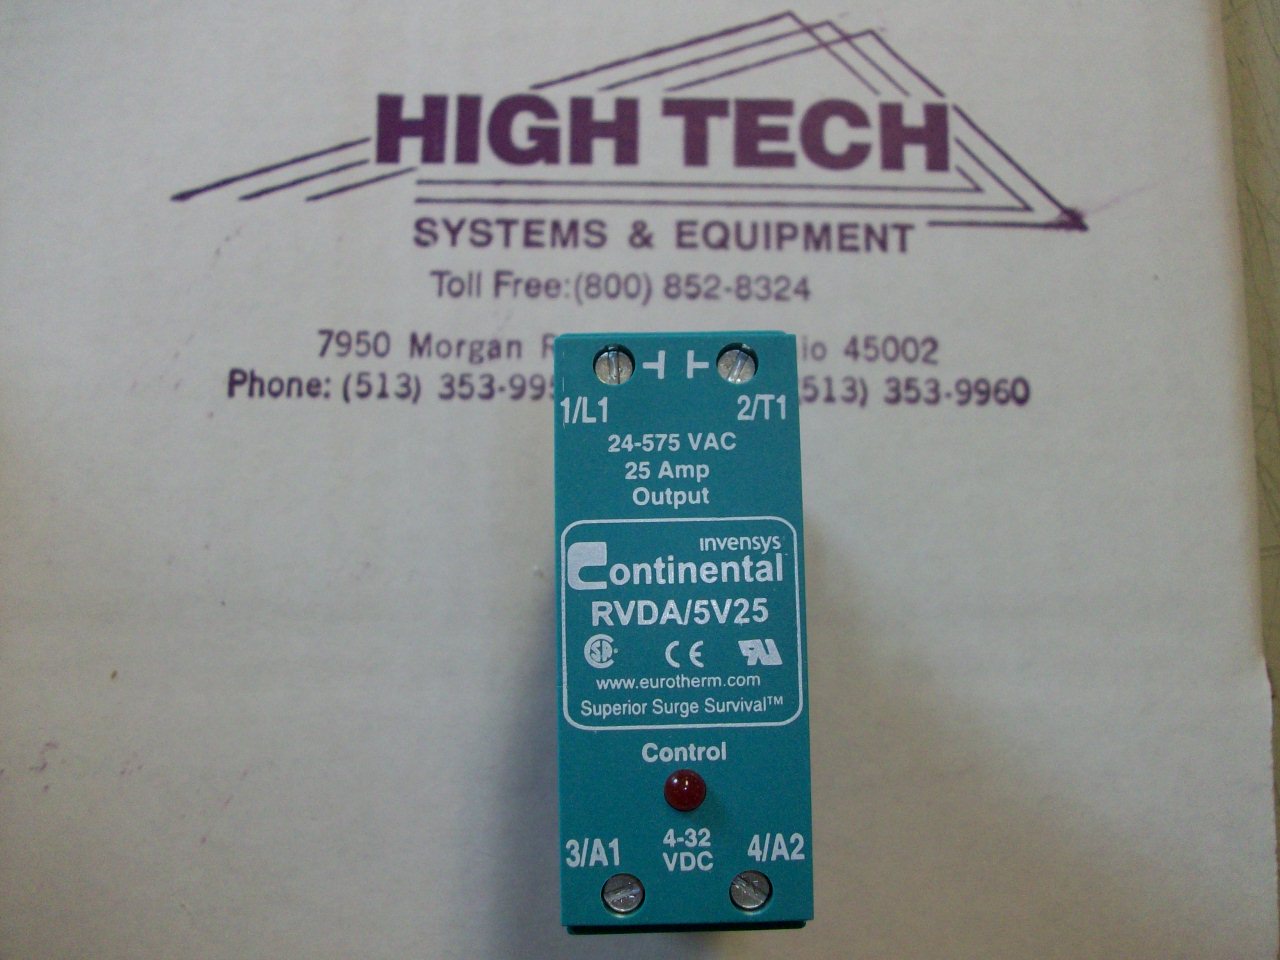 HIGH TECH
SYSTEMS & EQUIPMENT
Toll Free:(800) 852-8324
7950 Morgan 45002
Phone: (513) 353-9960
1/L1 2/T1
24-575 VAC
25 Amp
Output
invensys
Continental
RVDA/5V25
CE
www.eurotherm.com
Superior Surge Survival™
Control
3/A1 4-32 VDC 4/A2